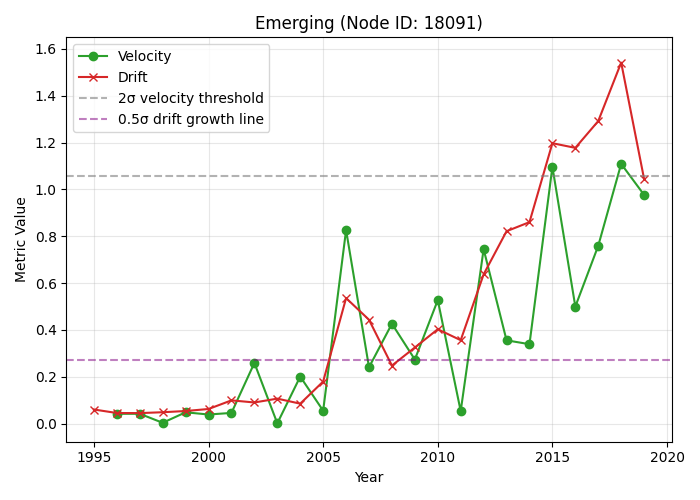 Emerging (Node ID: 18091)
Velocity
Drift
2σ velocity threshold
0.5σ drift growth line
Metric Value
1.6
1.4
1.2
1.0
0.8
0.6
0.4
0.2
0.0
1995 2000 2005 2010 2015 2020
Year